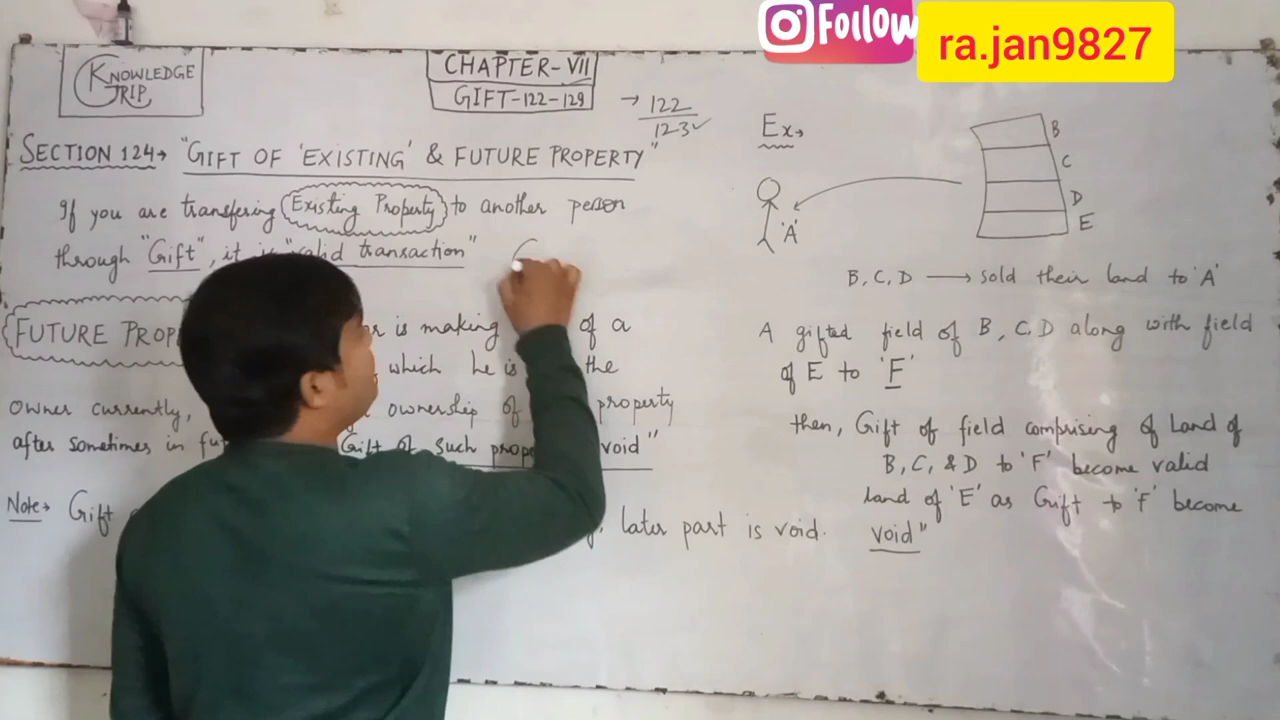 Follow
ra.jan9827
KNOWLEDGE
TRIP
CHAPTER-VII
GIFT-122-129
→ 122
123✓
SECTION 124→ "GIFT OF 'EXISTING' & FUTURE PROPERTY"
If you are transfering Existing Property to another person
through "Gift", it is "valid transaction"
FUTURE is making of a
which he is the
owner currently, ownership of property
after sometimes in Gift of such void"
Note→ Gift later part is void.
Ex→
B
C
D
E
'A'
B, C, D → sold their land to 'A'
A gifted field of B, C, D along with field
of E to 'F'
then, Gift of field comprising of Land of
B, C, & D to 'F' become valid
land of 'E' as Gift to 'F' become
void"